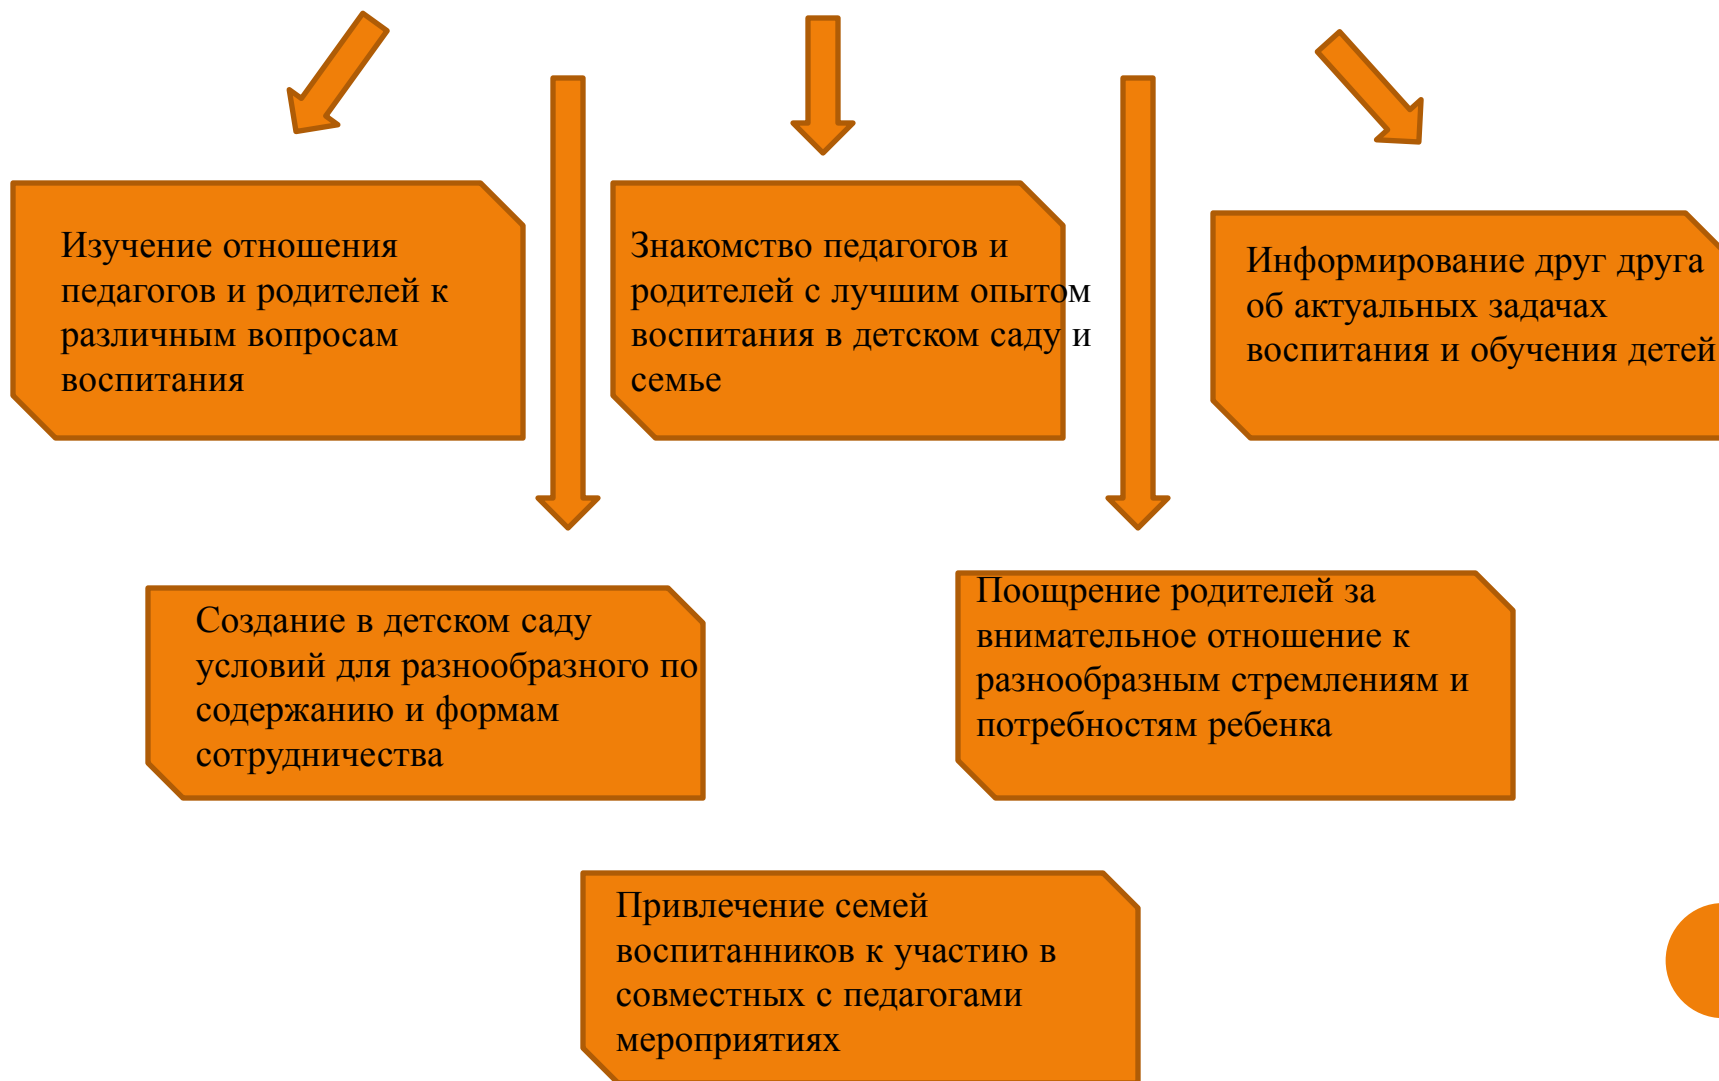 Изучение отношения
педагогов и родителей к
различным вопросам
воспитания
Знакомство педагогов и
родителей с лучшим опытом
воспитания в детском саду и
семье
Информирование друг друга
об актуальных задачах
воспитания и обучения детей
Создание в детском саду
условий для разнообразного по
содержанию и формам
сотрудничества
Поощрение родителей за
внимательное отношение к
разнообразным стремлениям и
потребностям ребенка
Привлечение семей
воспитанников к участию в
совместных с педагогами
мероприятиях